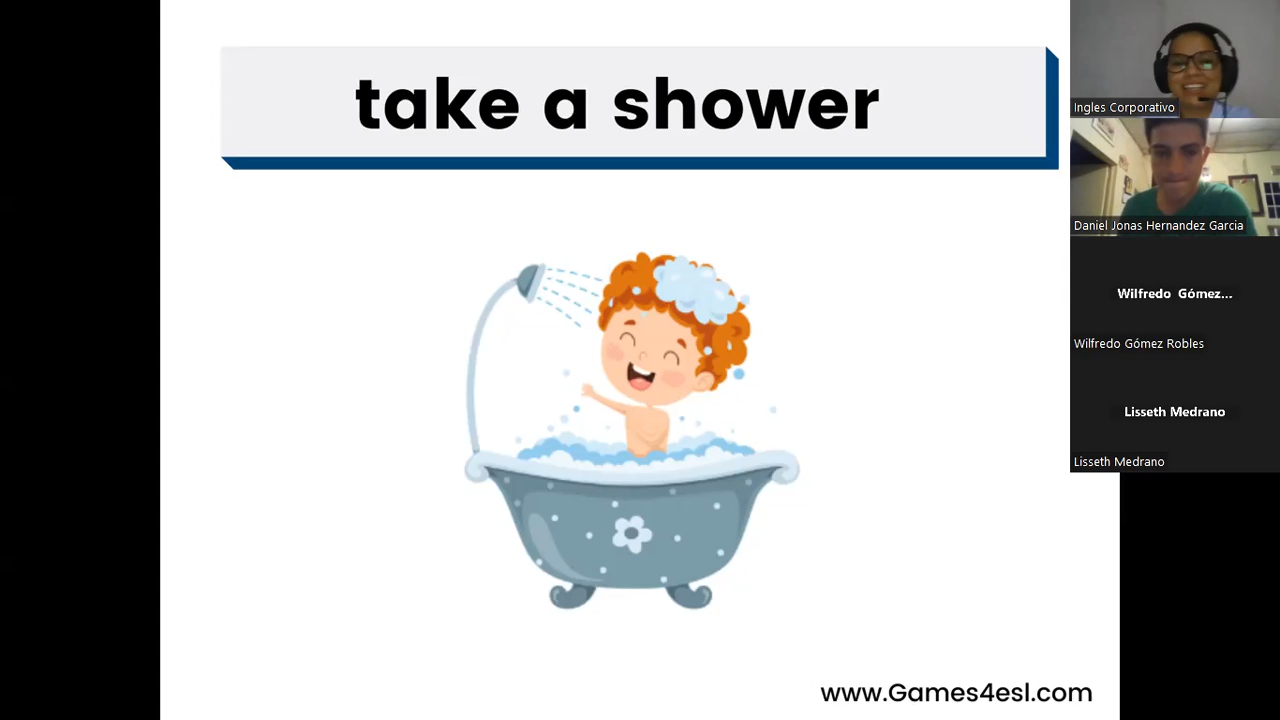 take a shower
www.Games4esl.com
Ingles Corporativo
Daniel Jonas Hernandez Garcia
Wilfredo Gómez...
Wilfredo Gómez Robles
Lisseth Medrano
Lisseth Medrano